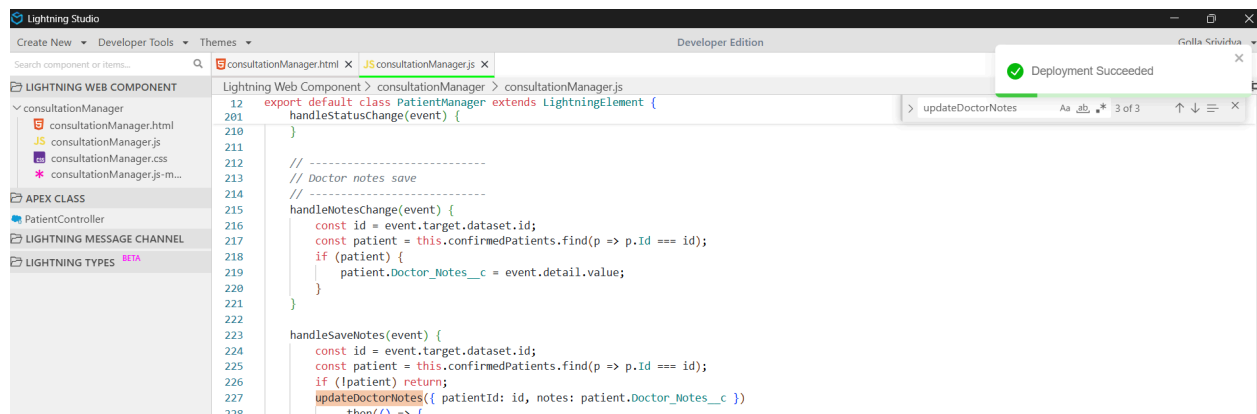 Lightning Studio
Create New Developer Tools Themes Developer Edition Golla Srividya
Search component or items...
consultationManager.html
JS consultationManager.js
Deployment Succeeded
LIGHTNING WEB COMPONENT
Lightning Web Component > consultationManager > consultationManager.js
consultationManager
consultationManager.html
JS consultationManager.js
consultationManager.css
consultationManager.js-m...
APEX CLASS
PatientController
LIGHTNING MESSAGE CHANNEL
LIGHTNING TYPES BETA
updateDoctorNotes Aa ab, .* 3 of 3
12 export default class PatientManager extends LightningElement {
201 handleStatusChange(event) {
210 }
211
212 // ---------------------------
213 // Doctor notes save
214 // ---------------------------
215 handleNotesChange(event) {
216 const id = event.target.dataset.id;
217 const patient = this.confirmedPatients.find(p => p.Id === id);
218 if (patient) {
219 patient.Doctor_Notes__c = event.detail.value;
220 }
221 }
222
223 handleSaveNotes(event) {
224 const id = event.target.dataset.id;
225 const patient = this.confirmedPatients.find(p => p.Id === id);
226 if (!patient) return;
227 updateDoctorNotes({ patientId: id, notes: patient.Doctor_Notes__c })
228 .then(() => {